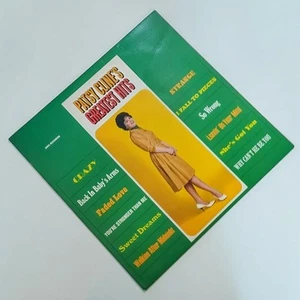 PATSY CLINE'S
GREATEST HITS
CRAZY
Back In Baby's Arms
Faded Love
YOU'RE STRONGER THAN ME
Sweet Dreams
Walkin After Midnite
STRANGE
I FALL TO PIECES
So Wrong
Leavin' On Your Mind
She's Got You
WHY CAN'T HE BE YOU